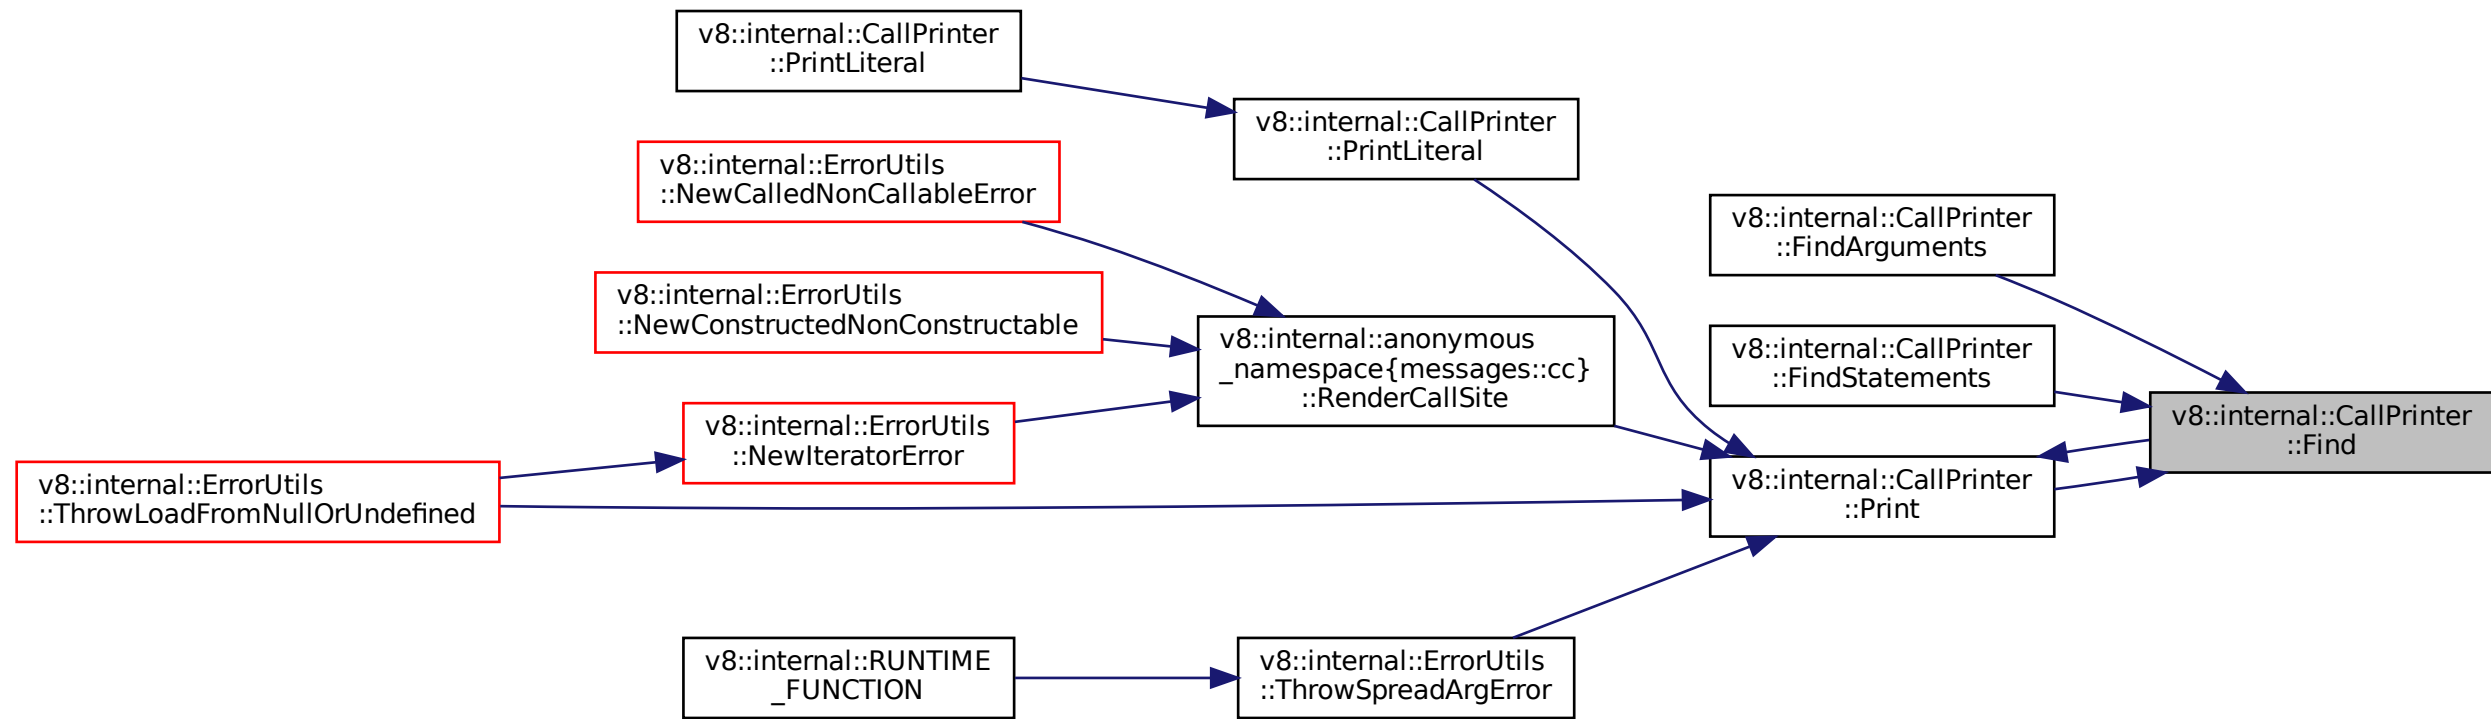 v8::internal::CallPrinter
::PrintLiteral
v8::internal::CallPrinter
::PrintLiteral
v8::internal::ErrorUtils
::NewCalledNonCallableError
v8::internal::CallPrinter
::FindArguments
v8::internal::ErrorUtils
::NewConstructedNonConstructable
v8::internal::anonymous
_namespace{messages::cc}
::RenderCallSite
v8::internal::CallPrinter
::FindStatements
v8::internal::CallPrinter
::Find
v8::internal::ErrorUtils
::NewIteratorError
v8::internal::ErrorUtils
::ThrowLoadFromNullOrUndefined
v8::internal::CallPrinter
::Print
v8::internal::RUNTIME
_FUNCTION
v8::internal::ErrorUtils
::ThrowSpreadArgError